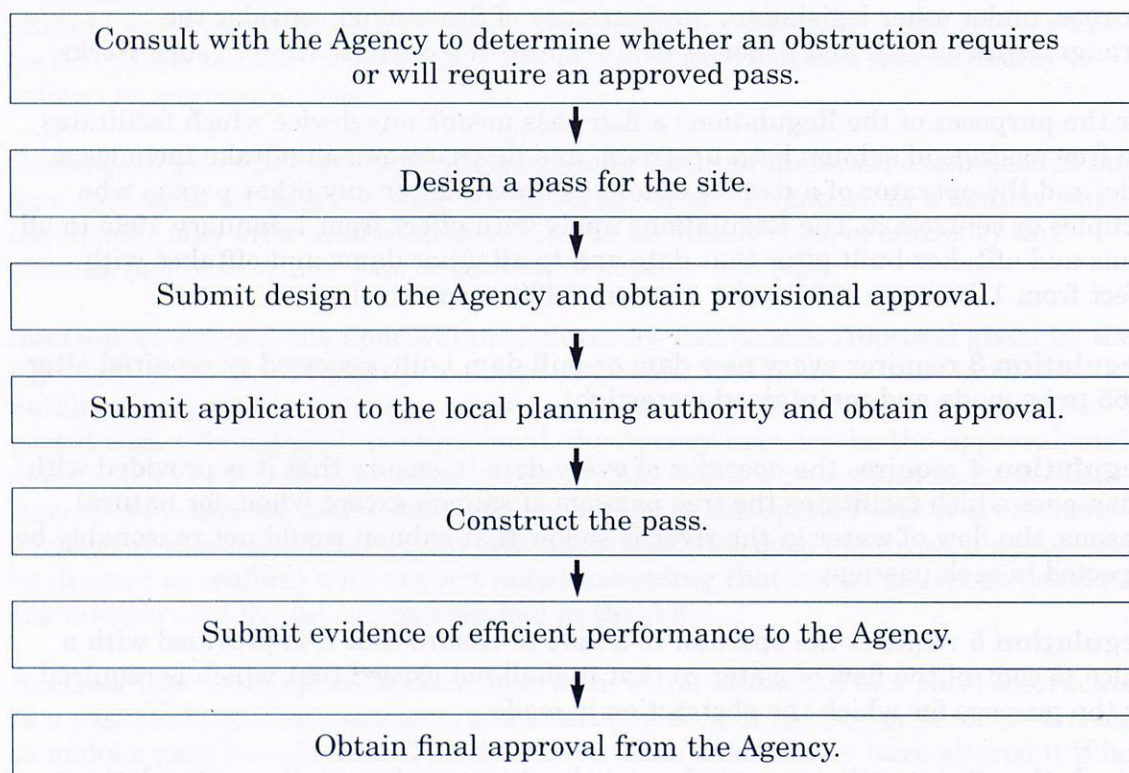 Consult with the Agency to determine whether an obstruction requires
or will require an approved pass.
Design a pass for the site.
Submit design to the Agency and obtain provisional approval.
Submit application to the local planning authority and obtain approval.
Construct the pass.
Submit evidence of efficient performance to the Agency.
Obtain final approval from the Agency.